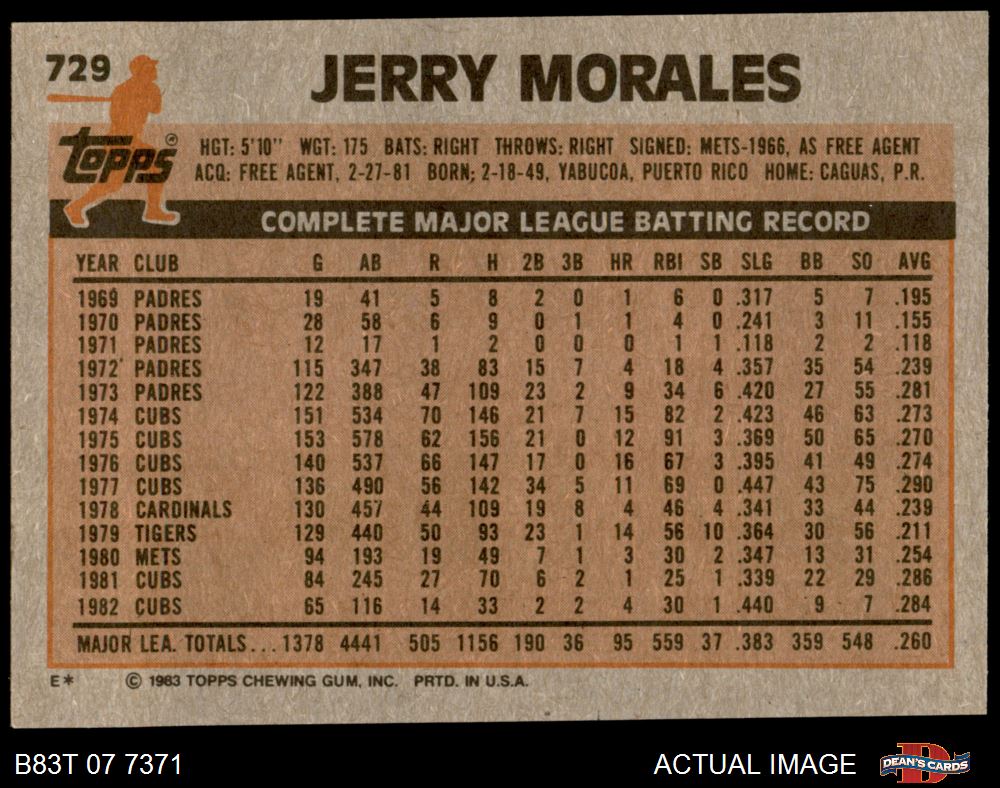 729 JERRY MORALES
topps®
HGT: 5'10" WGT: 175 BATS: RIGHT THROWS: RIGHT SIGNED: METS-1966, AS FREE AGENT
ACQ: FREE AGENT, 2-27-81 BORN; 2-18-49, YABUCOA, PUERTO RICO HOME: CAGUAS, P.R.
COMPLETE MAJOR LEAGUE BATTING RECORD
YEAR CLUB G AB R H 2B 3B HR RBI SB SLG BB SO AVG
1969 PADRES 19 41 5 8 2 0 1 6 0 .317 5 7 .195
1970 PADRES 28 58 6 9 0 1 1 4 0 .241 3 11 .155
1971 PADRES 12 17 1 2 0 0 0 1 1 .118 2 2 .118
1972 PADRES 115 347 38 83 15 7 4 18 4 .357 35 54 .239
1973 PADRES 122 388 47 109 23 2 9 34 6 .420 27 55 .281
1974 CUBS 151 534 70 146 21 7 15 82 2 .423 46 63 .273
1975 CUBS 153 578 62 156 21 0 12 91 3 .369 50 65 .270
1976 CUBS 140 537 66 147 17 0 16 67 3 .395 41 49 .274
1977 CUBS 136 490 56 142 34 5 11 69 0 .447 43 75 .290
1978 CARDINALS 130 457 44 109 19 8 4 46 4 .341 33 44 .239
1979 TIGERS 129 440 50 93 23 1 14 56 10 .364 30 56 .211
1980 METS 94 193 19 49 7 1 3 30 2 .347 13 31 .254
1981 CUBS 84 245 27 70 6 2 1 25 1 .339 22 29 .286
1982 CUBS 65 116 14 33 2 2 4 30 1 .440 9 7 .284
MAJOR LEA. TOTALS... 1378 4441 505 1156 190 36 95 559 37 .383 359 548 .260
E* © 1983 TOPPS CHEWING GUM, INC. PRTD. IN U.S.A.
B83T 07 7371 ACTUAL IMAGE DEAN'S CARDS